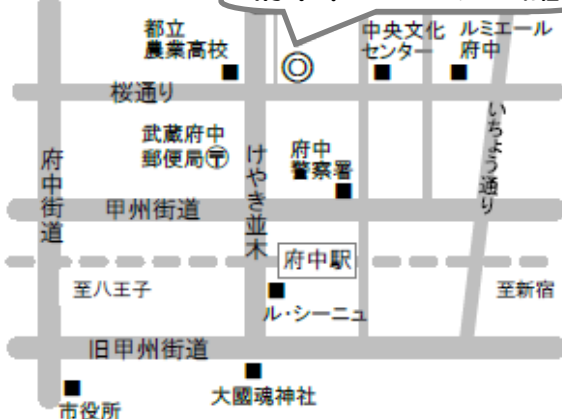 都立
農業高校
中央文化
センター
ルミエール
府中
桜通り
いちょう通り
武蔵府中
郵便局〒
府中
警察署
府中街道
けやき並木
甲州街道
府中駅
至八王子
至新宿
ル・シーニュ
旧甲州街道
大國魂神社
市役所